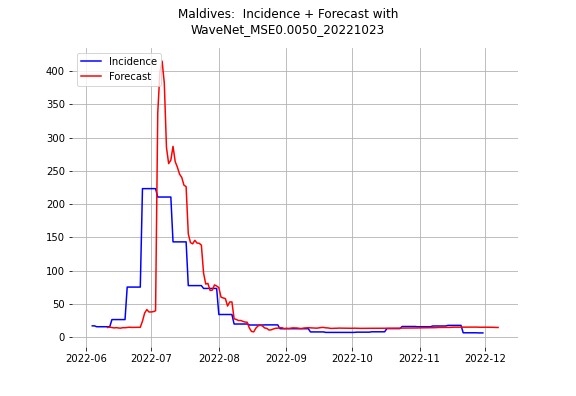 Maldives:  Incidence + Forecast with
WaveNet_MSE0.0050_20221023
Incidence
Forecast
400
350
300
250
200
150
100
50
0
2022-06 2022-07 2022-08 2022-09 2022-10 2022-11 2022-12